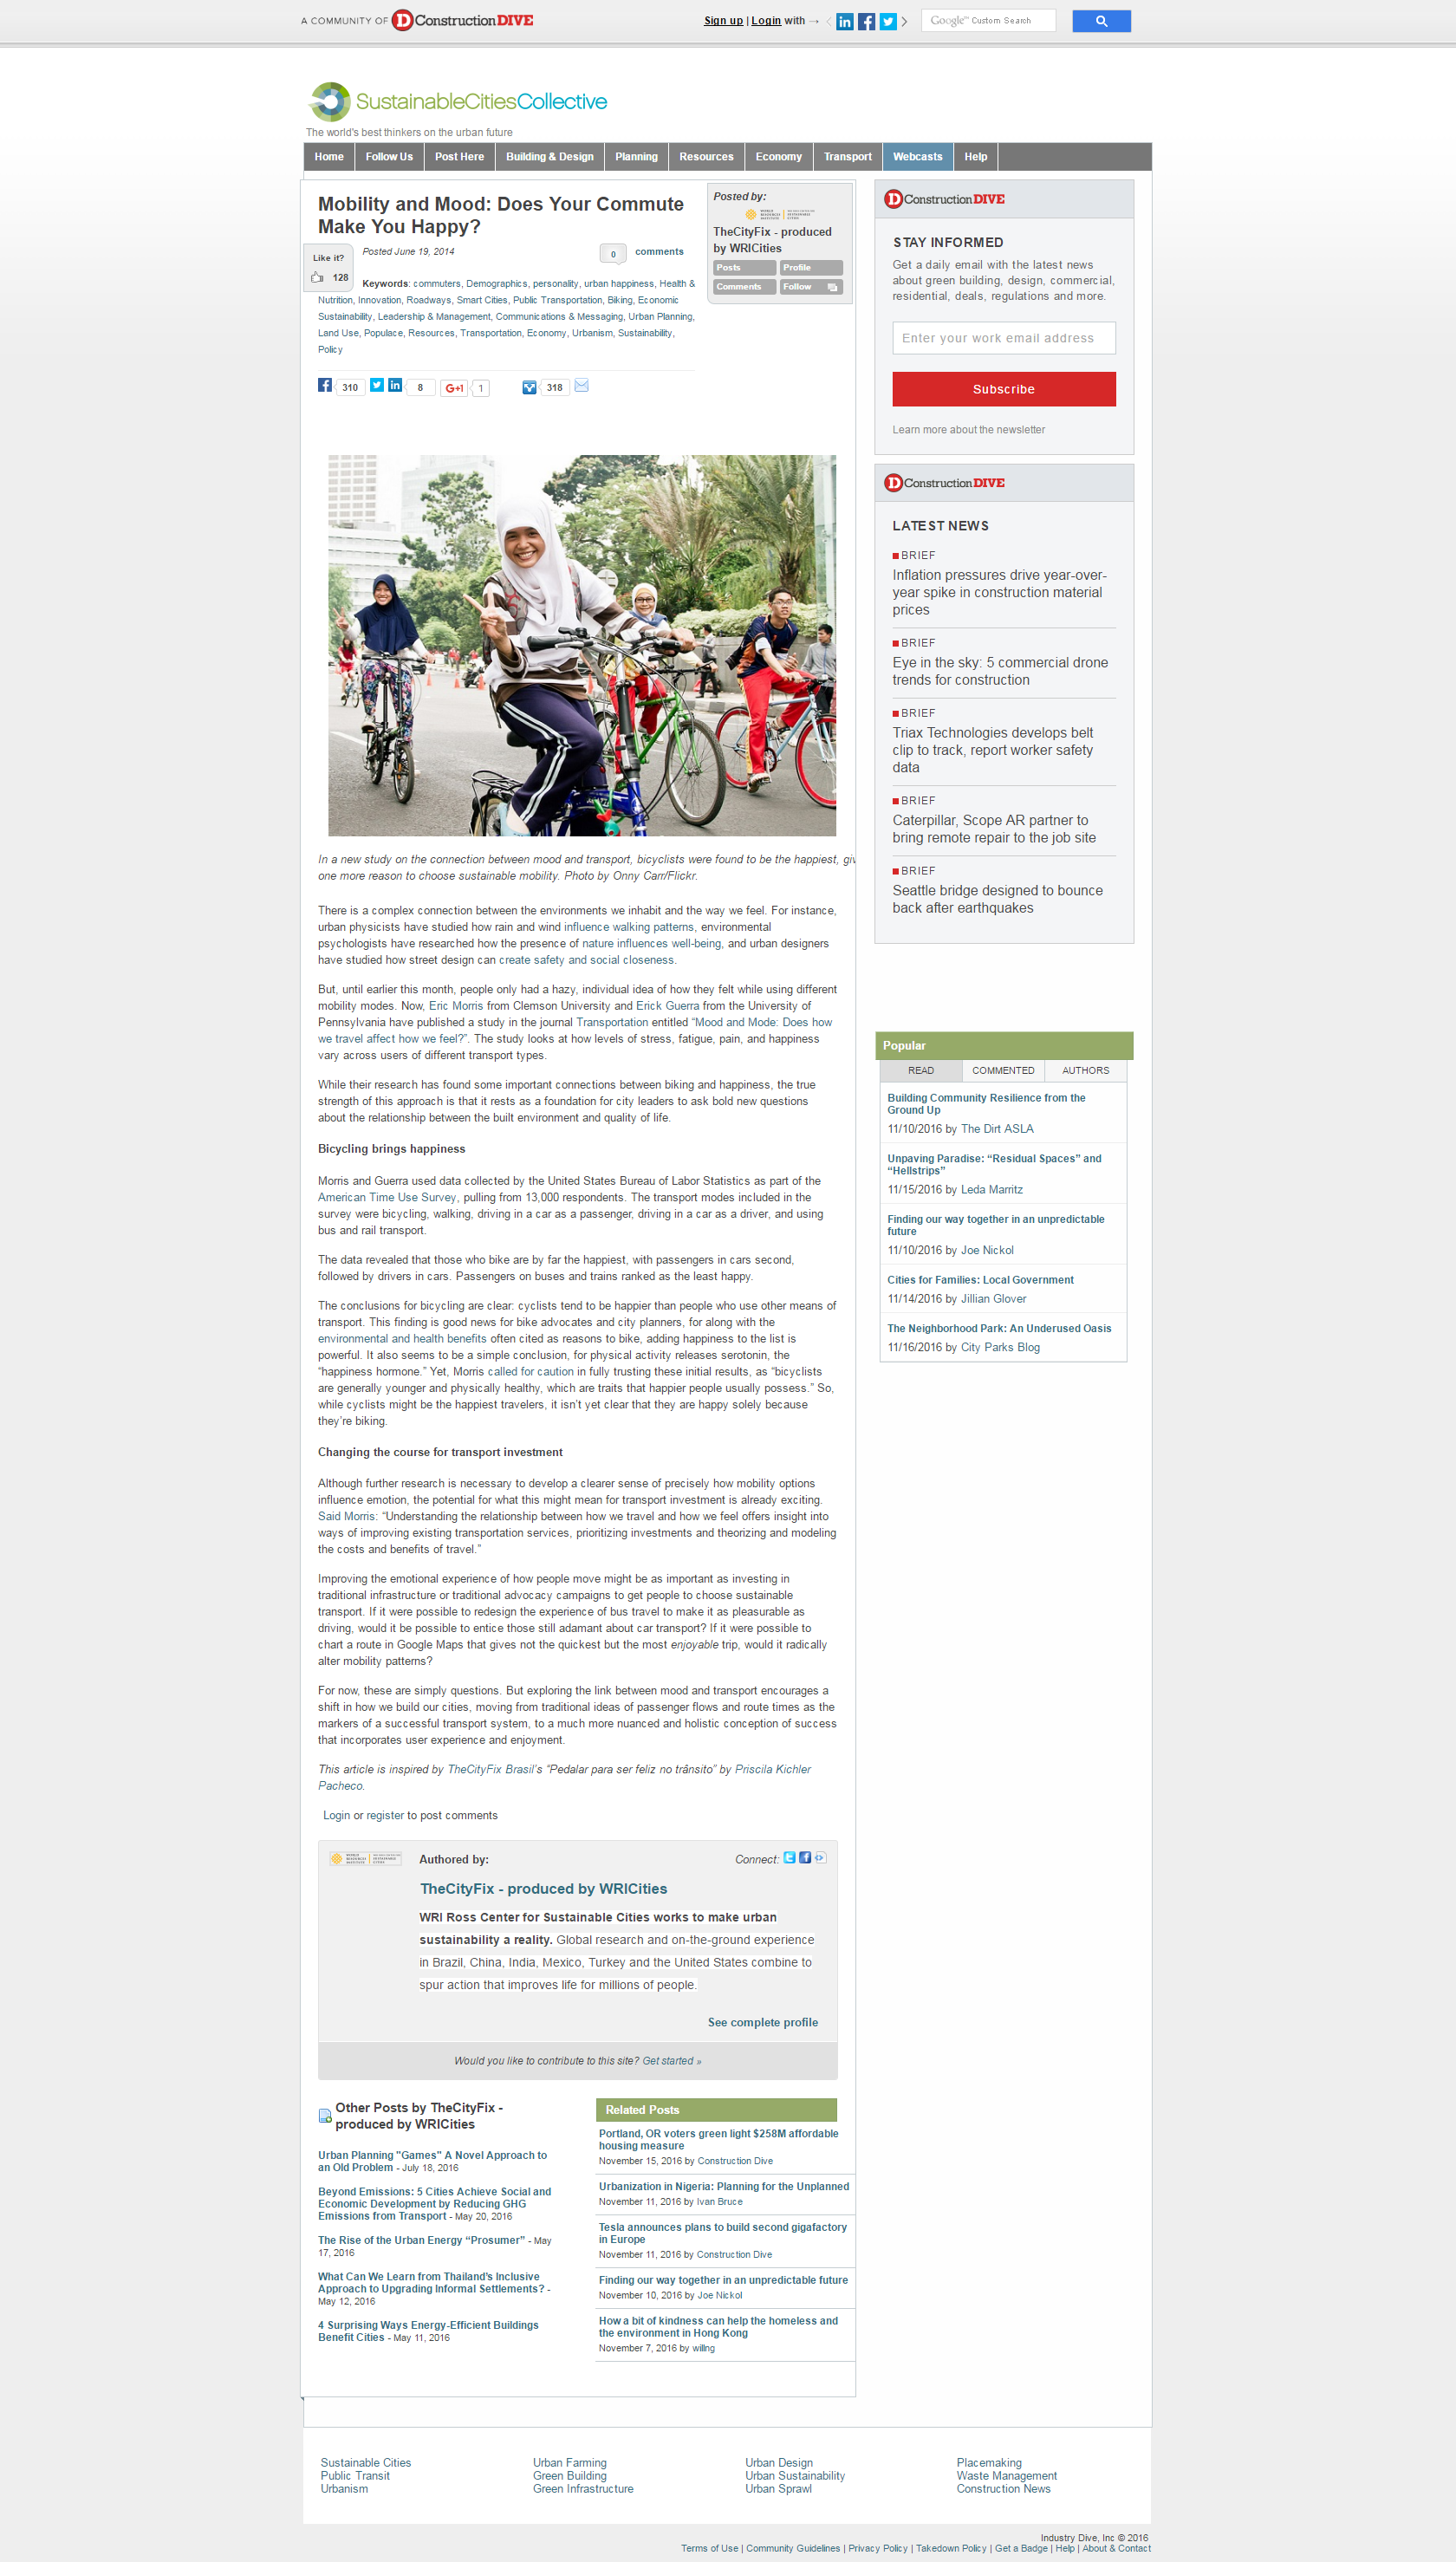 A COMMUNITY OF ConstructionDIVE
Sign up | Login with →
Google™ Custom Search
SustainableCitiesCollective
The world's best thinkers on the urban future
Home Follow Us Post Here Building & Design Planning Resources Economy Transport Webcasts Help
Mobility and Mood: Does Your Commute
Make You Happy?
Like it?
128
Posted June 19, 2014
0 comments
Keywords: commuters, Demographics, personality, urban happiness, Health &
Nutrition, Innovation, Roadways, Smart Cities, Public Transportation, Biking, Economic
Sustainability, Leadership & Management, Communications & Messaging, Urban Planning,
Land Use, Populace, Resources, Transportation, Economy, Urbanism, Sustainability,
Policy
310 8 G+1 1 318
Posted by:
TheCityFix - produced
by WRICities
Posts Profile
Comments Follow
In a new study on the connection between mood and transport, bicyclists were found to be the happiest, giv
one more reason to choose sustainable mobility. Photo by Onny Carr/Flickr.
There is a complex connection between the environments we inhabit and the way we feel. For instance,
urban physicists have studied how rain and wind influence walking patterns, environmental
psychologists have researched how the presence of nature influences well-being, and urban designers
have studied how street design can create safety and social closeness.
But, until earlier this month, people only had a hazy, individual idea of how they felt while using different
mobility modes. Now, Eric Morris from Clemson University and Erick Guerra from the University of
Pennsylvania have published a study in the journal Transportation entitled “Mood and Mode: Does how
we travel affect how we feel?”. The study looks at how levels of stress, fatigue, pain, and happiness
vary across users of different transport types.
While their research has found some important connections between biking and happiness, the true
strength of this approach is that it rests as a foundation for city leaders to ask bold new questions
about the relationship between the built environment and quality of life.
Bicycling brings happiness
Morris and Guerra used data collected by the United States Bureau of Labor Statistics as part of the
American Time Use Survey, pulling from 13,000 respondents. The transport modes included in the
survey were bicycling, walking, driving in a car as a passenger, driving in a car as a driver, and using
bus and rail transport.
The data revealed that those who bike are by far the happiest, with passengers in cars second,
followed by drivers in cars. Passengers on buses and trains ranked as the least happy.
The conclusions for bicycling are clear: cyclists tend to be happier than people who use other means of
transport. This finding is good news for bike advocates and city planners, for along with the
environmental and health benefits often cited as reasons to bike, adding happiness to the list is
powerful. It also seems to be a simple conclusion, for physical activity releases serotonin, the
“happiness hormone.” Yet, Morris called for caution in fully trusting these initial results, as “bicyclists
are generally younger and physically healthy, which are traits that happier people usually possess.” So,
while cyclists might be the happiest travelers, it isn’t yet clear that they are happy solely because
they’re biking.
Changing the course for transport investment
Although further research is necessary to develop a clearer sense of precisely how mobility options
influence emotion, the potential for what this might mean for transport investment is already exciting.
Said Morris: “Understanding the relationship between how we travel and how we feel offers insight into
ways of improving existing transportation services, prioritizing investments and theorizing and modeling
the costs and benefits of travel.”
Improving the emotional experience of how people move might be as important as investing in
traditional infrastructure or traditional advocacy campaigns to get people to choose sustainable
transport. If it were possible to redesign the experience of bus travel to make it as pleasurable as
driving, would it be possible to entice those still adamant about car transport? If it were possible to
chart a route in Google Maps that gives not the quickest but the most enjoyable trip, would it radically
alter mobility patterns?
For now, these are simply questions. But exploring the link between mood and transport encourages a
shift in how we build our cities, moving from traditional ideas of passenger flows and route times as the
markers of a successful transport system, to a much more nuanced and holistic conception of success
that incorporates user experience and enjoyment.
This article is inspired by TheCityFix Brasil’s “Pedalar para ser feliz no trânsito” by Priscila Kichler
Pacheco.
Login or register to post comments
Authored by:
Connect:
TheCityFix - produced by WRICities
WRI Ross Center for Sustainable Cities works to make urban
sustainability a reality. Global research and on-the-ground experience
in Brazil, China, India, Mexico, Turkey and the United States combine to
spur action that improves life for millions of people.
See complete profile
Would you like to contribute to this site? Get started »
Other Posts by TheCityFix -
produced by WRICities
Urban Planning "Games" A Novel Approach to
an Old Problem - July 18, 2016
Beyond Emissions: 5 Cities Achieve Social and
Economic Development by Reducing GHG
Emissions from Transport - May 20, 2016
The Rise of the Urban Energy “Prosumer” - May
17, 2016
What Can We Learn from Thailand’s Inclusive
Approach to Upgrading Informal Settlements? -
May 12, 2016
4 Surprising Ways Energy-Efficient Buildings
Benefit Cities - May 11, 2016
Related Posts
Portland, OR voters green light $258M affordable
housing measure
November 15, 2016 by Construction Dive
Urbanization in Nigeria: Planning for the Unplanned
November 11, 2016 by Ivan Bruce
Tesla announces plans to build second gigafactory
in Europe
November 11, 2016 by Construction Dive
Finding our way together in an unpredictable future
November 10, 2016 by Joe Nickol
How a bit of kindness can help the homeless and
the environment in Hong Kong
November 7, 2016 by willng
ConstructionDIVE
STAY INFORMED
Get a daily email with the latest news
about green building, design, commercial,
residential, deals, regulations and more.
Enter your work email address
Subscribe
Learn more about the newsletter
ConstructionDIVE
LATEST NEWS
BRIEF
Inflation pressures drive year-over-
year spike in construction material
prices
BRIEF
Eye in the sky: 5 commercial drone
trends for construction
BRIEF
Triax Technologies develops belt
clip to track, report worker safety
data
BRIEF
Caterpillar, Scope AR partner to
bring remote repair to the job site
BRIEF
Seattle bridge designed to bounce
back after earthquakes
Popular
READ COMMENTED AUTHORS
Building Community Resilience from the
Ground Up
11/10/2016 by The Dirt ASLA
Unpaving Paradise: “Residual Spaces” and
“Hellstrips”
11/15/2016 by Leda Marritz
Finding our way together in an unpredictable
future
11/10/2016 by Joe Nickol
Cities for Families: Local Government
11/14/2016 by Jillian Glover
The Neighborhood Park: An Underused Oasis
11/16/2016 by City Parks Blog
Sustainable Cities Urban Farming Urban Design Placemaking
Public Transit Green Building Urban Sustainability Waste Management
Urbanism Green Infrastructure Urban Sprawl Construction News
Industry Dive, Inc © 2016
Terms of Use | Community Guidelines | Privacy Policy | Takedown Policy | Get a Badge | Help | About & Contact